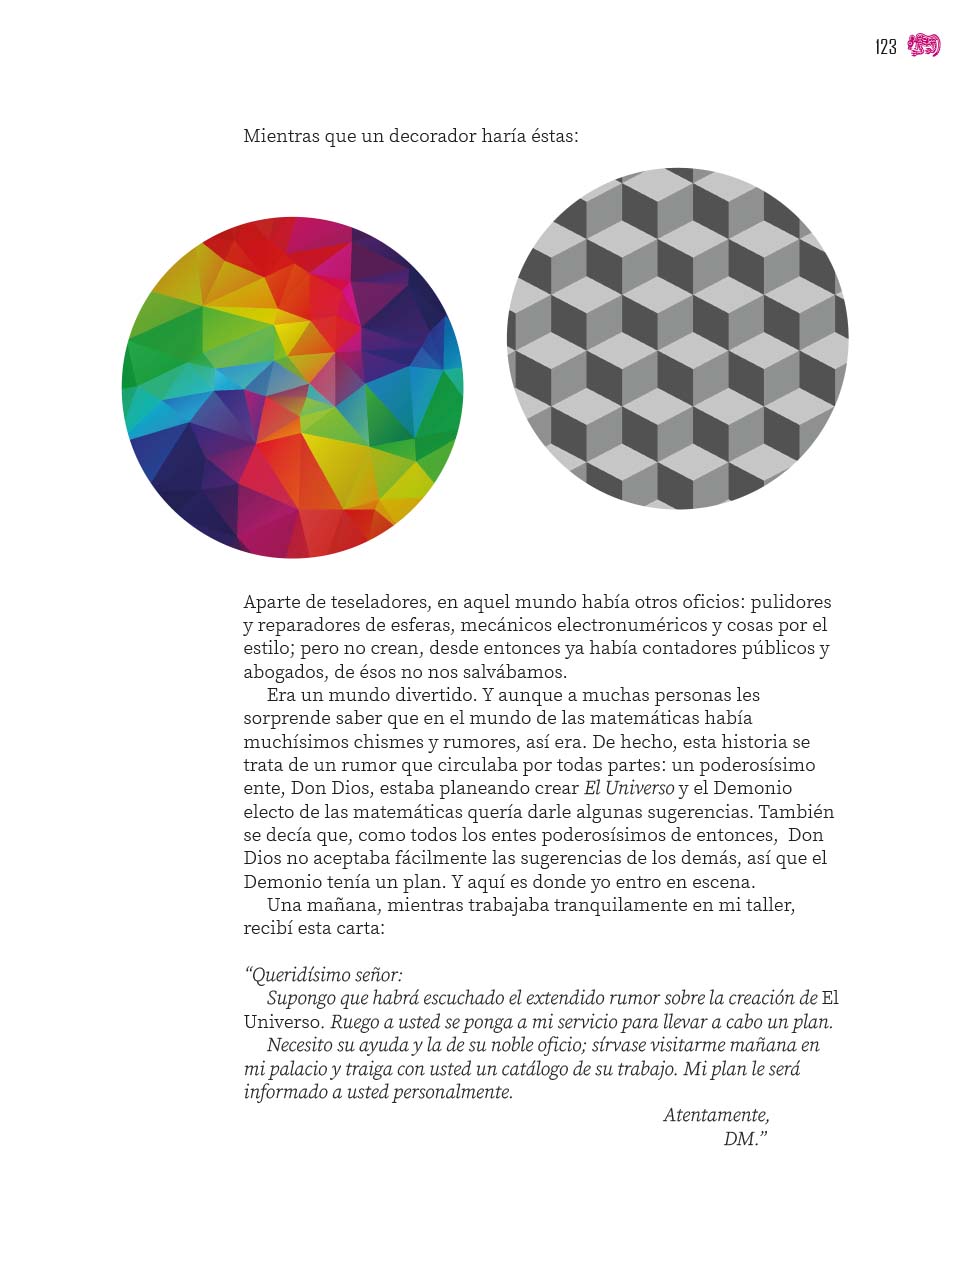 123
Mientras que un decorador haría éstas:
Aparte de teseladores, en aquel mundo había otros oficios: pulidores
y reparadores de esferas, mecánicos electronuméricos y cosas por el
estilo; pero no crean, desde entonces ya había contadores públicos y
abogados, de ésos no nos salvábamos.
Era un mundo divertido. Y aunque a muchas personas les
sorprende saber que en el mundo de las matemáticas había
muchísimos chismes y rumores, así era. De hecho, esta historia se
trata de un rumor que circulaba por todas partes: un poderosísimo
ente, Don Dios, estaba planeando crear El Universo y el Demonio
electo de las matemáticas quería darle algunas sugerencias. También
se decía que, como todos los entes poderosísimos de entonces, Don
Dios no aceptaba fácilmente las sugerencias de los demás, así que el
Demonio tenía un plan. Y aquí es donde yo entro en escena.
Una mañana, mientras trabajaba tranquilamente en mi taller,
recibí esta carta:
“Queridísimo señor:
Supongo que habrá escuchado el extendido rumor sobre la creación de El
Universo. Ruego a usted se ponga a mi servicio para llevar a cabo un plan.
Necesito su ayuda y la de su noble oficio; sírvase visitarme mañana en
mi palacio y traiga con usted un catálogo de su trabajo. Mi plan le será
informado a usted personalmente.
Atentamente,
DM.”